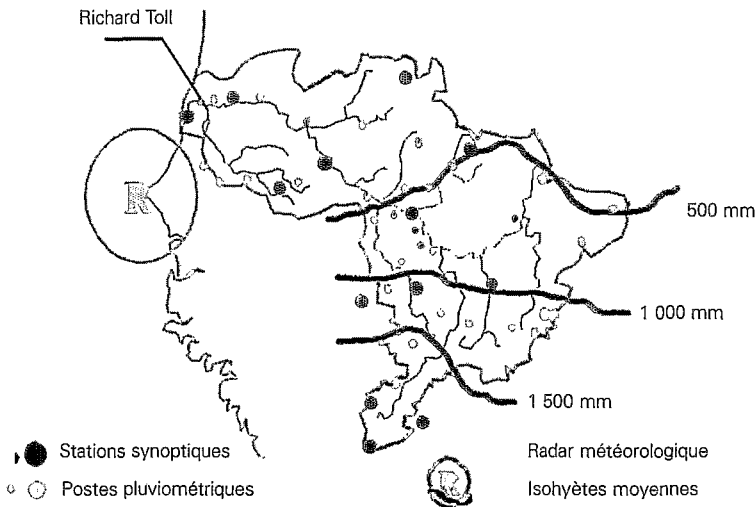 Richard Toll
R
500 mm
1 000 mm
1 500 mm
Stations synoptiques
Postes pluviométriques
Radar météorologique
R
Isohyètes moyennes